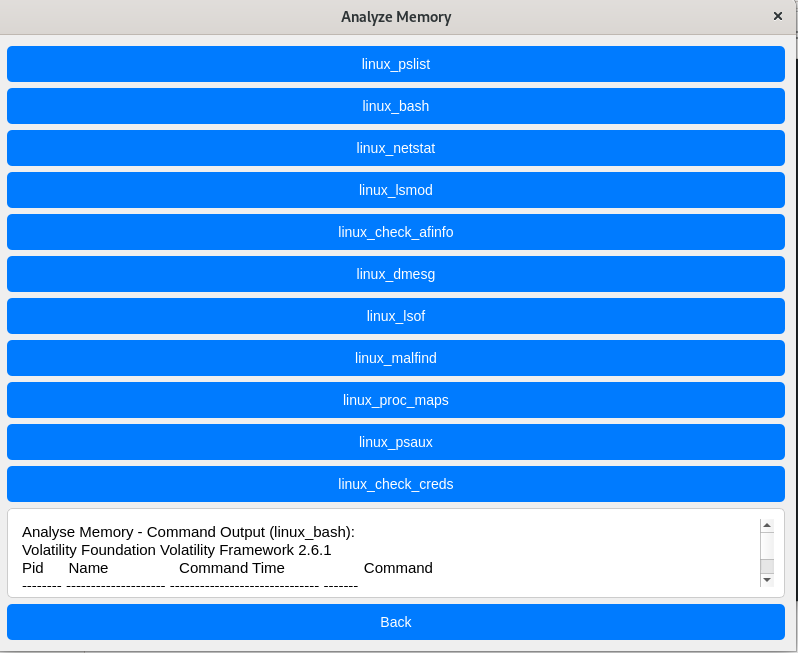 Analyze Memory
×
linux_pslist
linux_bash
linux_netstat
linux_lsmod
linux_check_afinfo
linux_dmesg
linux_lsof
linux_malfind
linux_proc_maps
linux_psaux
linux_check_creds
Analyse Memory - Command Output (linux_bash):
Volatility Foundation Volatility Framework 2.6.1
Pid Name Command Time Command
-------- -------------------- ------------------------------ -------
Back